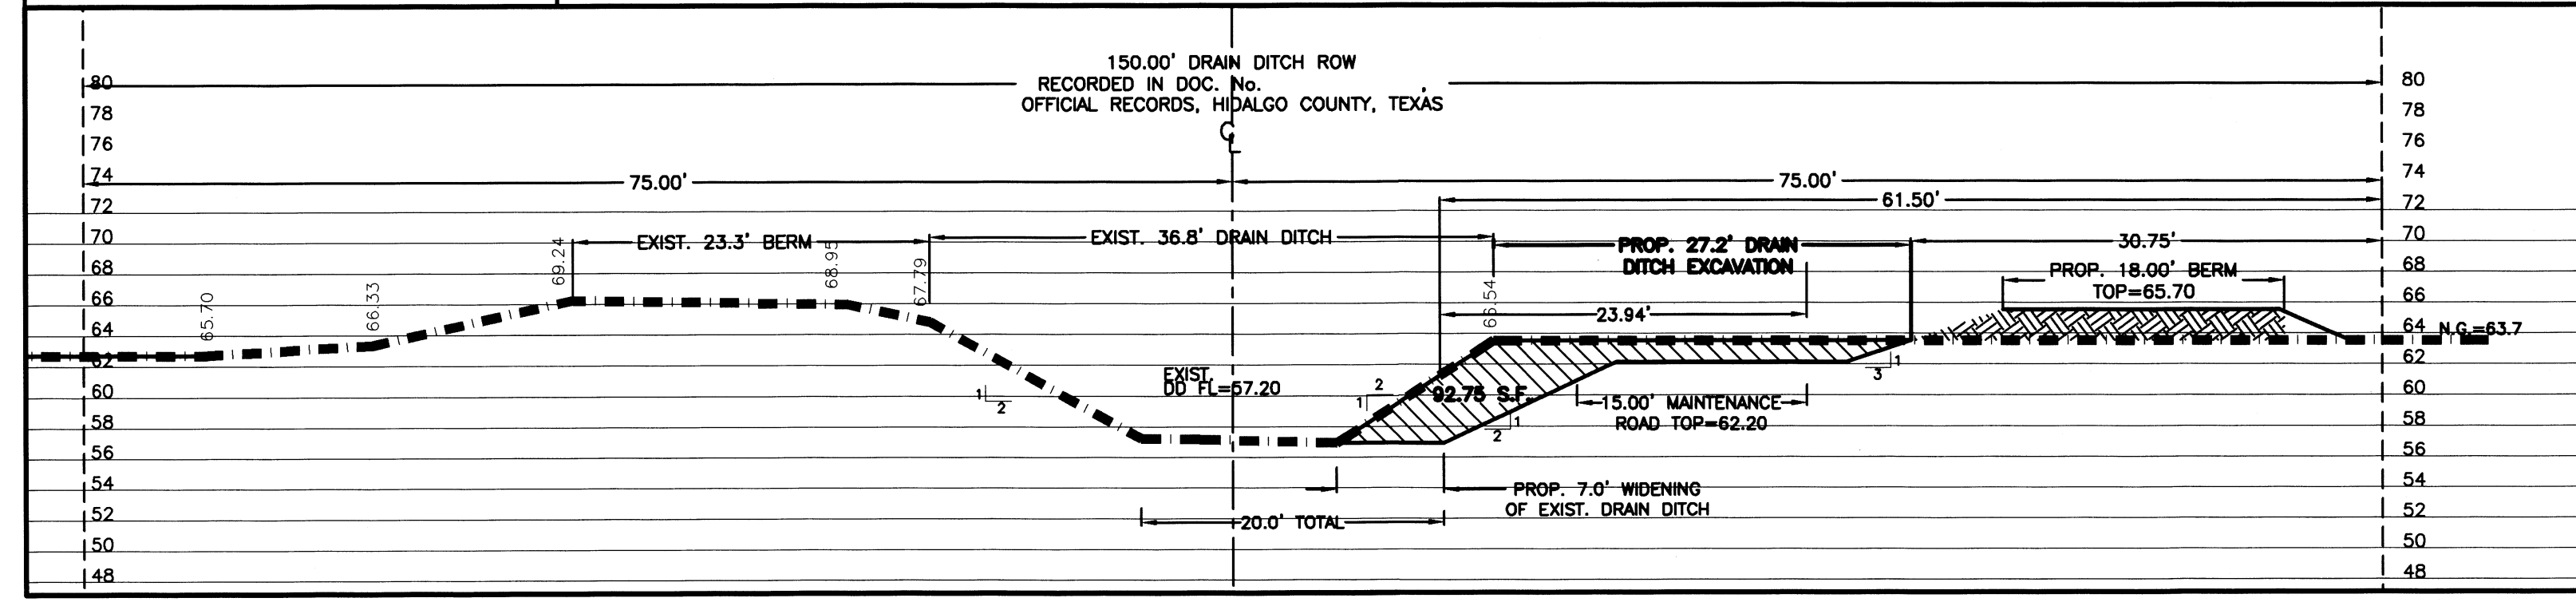 150.00' DRAIN DITCH ROW
RECORDED IN DOC. No. ,
OFFICIAL RECORDS, HIDALGO COUNTY, TEXAS
CL
80
78
76
74
72
70
68
66
64
62
60
58
56
54
52
50
48
75.00'
75.00'
61.50'
EXIST. 23.3' BERM
EXIST. 36.8' DRAIN DITCH
PROP. 27.2' DRAIN
DITCH EXCAVATION
30.75'
PROP. 18.00' BERM
TOP=65.70
23.94'
65.70
66.33
69.24
68.95
67.79
66.54
N.G.=63.7
EXIST.
DD FL=57.20
1
2
2
1
92.75 S.F.
1
2
1
3
15.00' MAINTENANCE
ROAD TOP=62.20
PROP. 7.0' WIDENING
OF EXIST. DRAIN DITCH
20.0' TOTAL
80
78
76
74
72
70
68
66
64
62
60
58
56
54
52
50
48